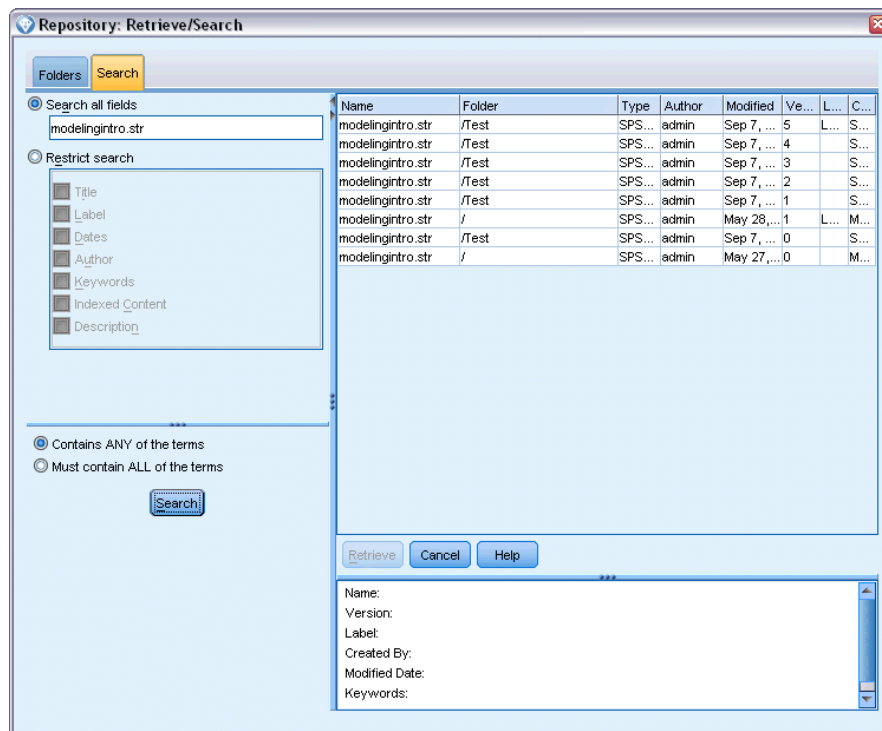 Repository: Retrieve/Search
Folders Search
Search all fields
modelingintro.str
Restrict search
Title
Label
Dates
Author
Keywords
Indexed Content
Description
Contains ANY of the terms
Must contain ALL of the terms
Search
Name Folder Type Author Modified Ve... L... C...
modelingintro.str /Test SPS... admin Sep 7, ... 5 L... S...
modelingintro.str /Test SPS... admin Sep 7, ... 4 S...
modelingintro.str /Test SPS... admin Sep 7, ... 3 S...
modelingintro.str /Test SPS... admin Sep 7, ... 2 S...
modelingintro.str /Test SPS... admin Sep 7, ... 1 S...
modelingintro.str / SPS... admin May 28,... 1 L... M...
modelingintro.str /Test SPS... admin Sep 7, ... 0 S...
modelingintro.str / SPS... admin May 27,... 0 M...
Retrieve Cancel Help
Name:
Version:
Label:
Created By:
Modified Date:
Keywords: